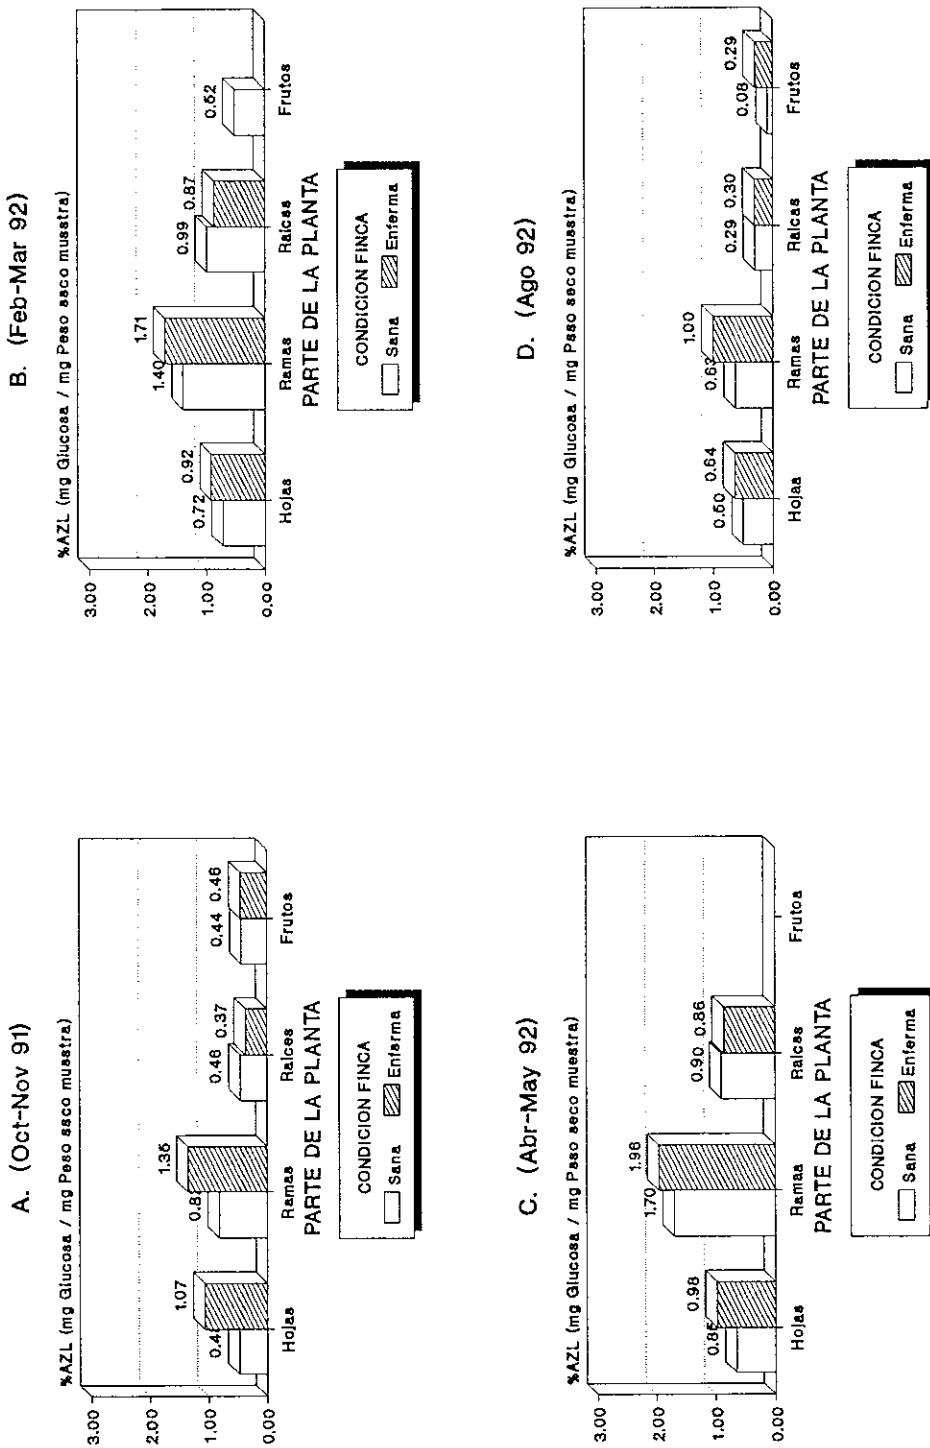 A. (Oct-Nov 91)
%AZL (mg Glucosa / mg Peso seco muestra)
3.00
2.00
1.00
0.00
1.07
1.35
0.46
0.37
0.44
0.46
Hojas
Ramas
Raices
Frutos
PARTE DE LA PLANTA
CONDICION FINCA
Sana
Enferma
B. (Feb-Mar 92)
%AZL (mg Glucosa / mg Peso seco muestra)
3.00
2.00
1.00
0.00
0.72
0.92
1.40
1.71
0.99
0.87
0.52
Hojas
Ramas
Raices
Frutos
PARTE DE LA PLANTA
CONDICION FINCA
Sana
Enferma
C. (Abr-May 92)
%AZL (mg Glucosa / mg Peso seco muestra)
3.00
2.00
1.00
0.00
0.98
1.70
1.96
0.90
0.86
Hojas
Ramas
Raices
Frutos
PARTE DE LA PLANTA
CONDICION FINCA
Sana
Enferma
D. (Ago 92)
%AZL (mg Glucosa / mg Peso seco muestra)
3.00
2.00
1.00
0.00
0.60
0.64
0.63
1.00
0.29
0.30
0.08
0.29
Hojas
Ramas
Raices
Frutos
PARTE DE LA PLANTA
CONDICION FINCA
Sana
Enferma